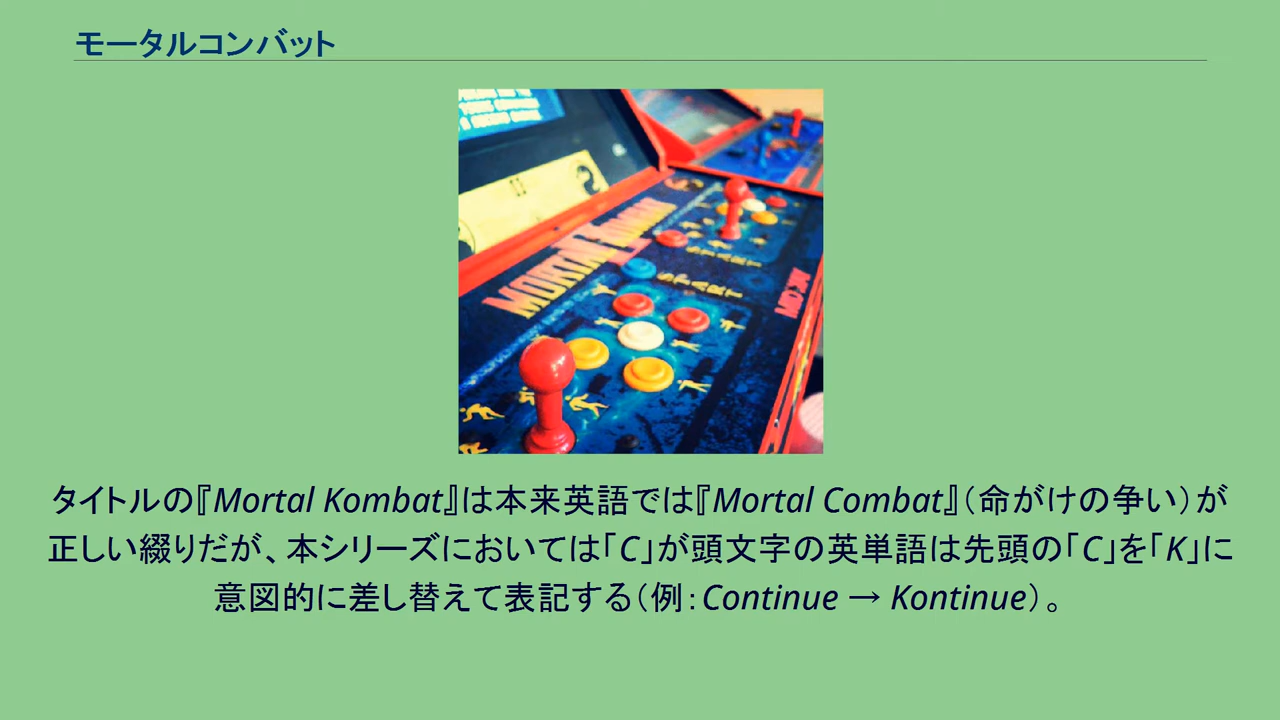 モータルコンバット
MORTAL KOMBAT
START
START
タイトルの『Mortal Kombat』は本来英語では『Mortal Combat』（命がけの争い）が
正しい綴りだが、本シリーズにおいては「C」が頭文字の英単語は先頭の「C」を「K」に
意図的に差し替えて表記する（例：Continue → Kontinue）。